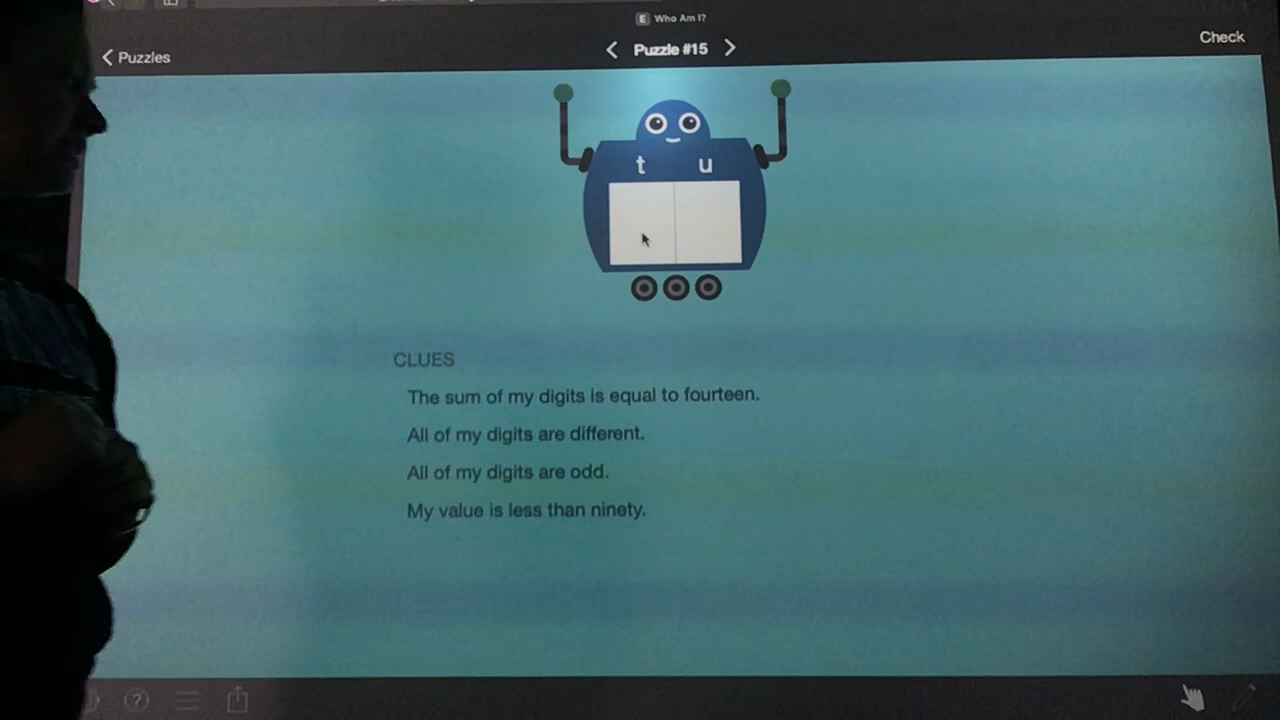 E Who Am I?
Puzzles
Puzzle #15
Check
t u
CLUES
The sum of my digits is equal to fourteen.
All of my digits are different.
All of my digits are odd.
My value is less than ninety.
?